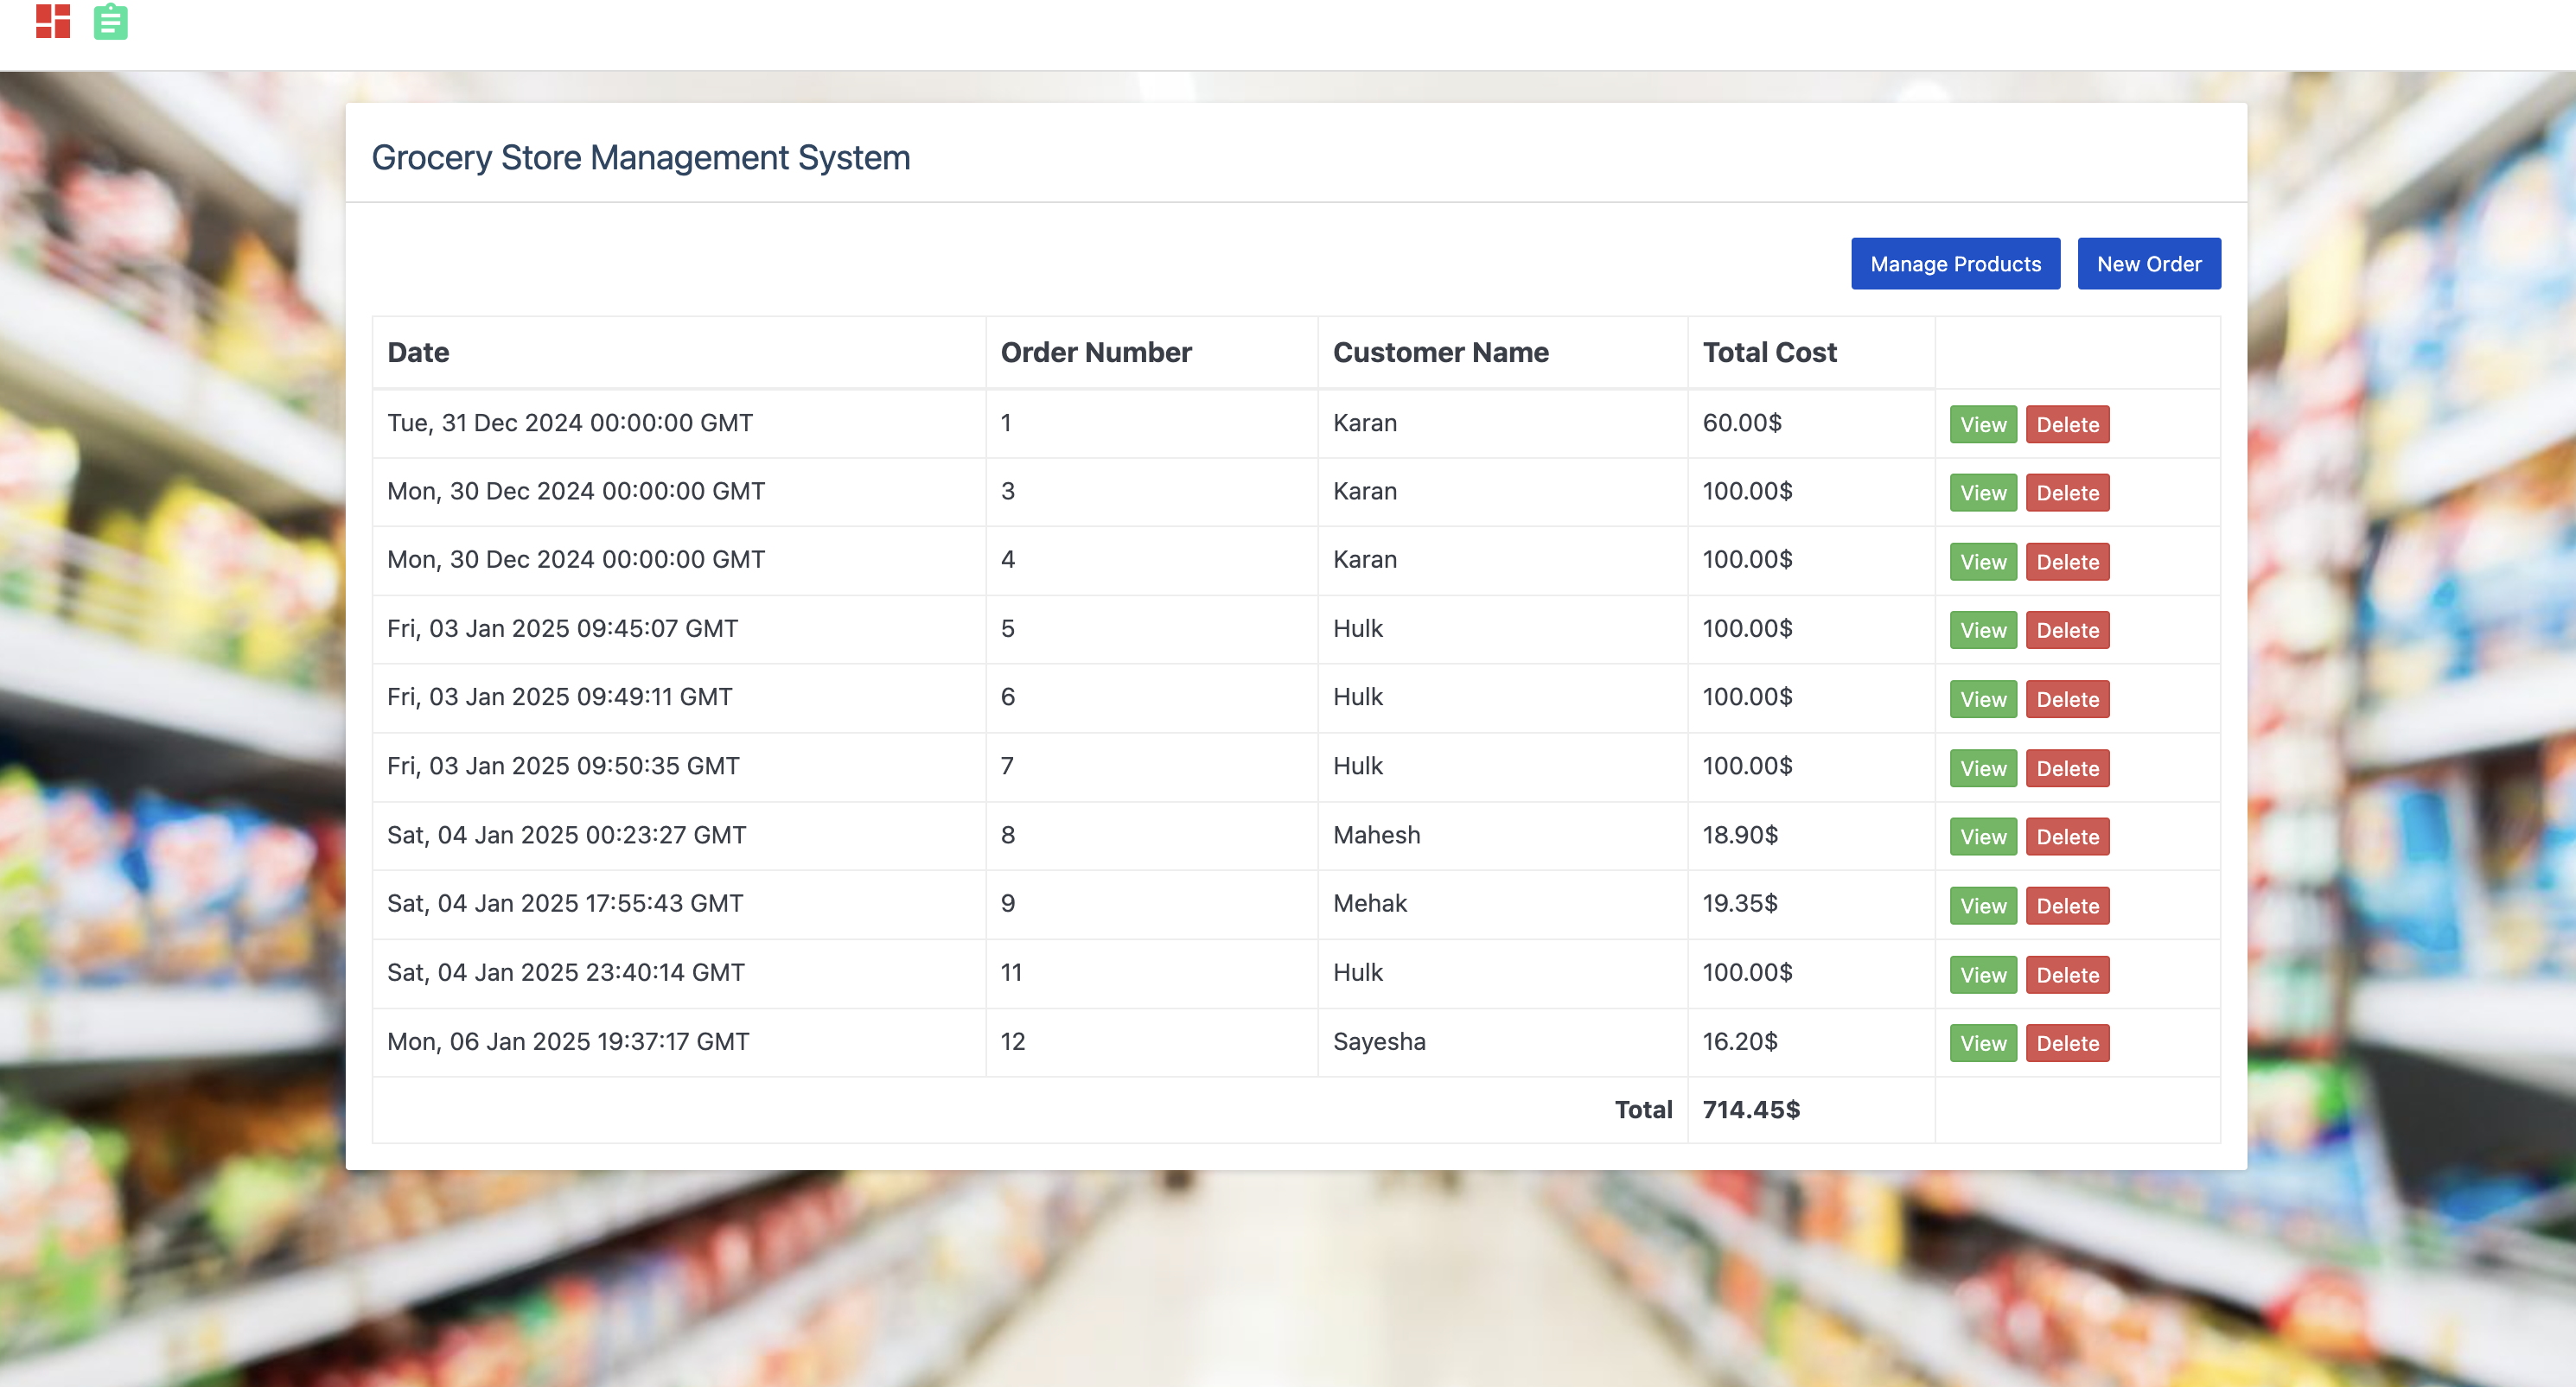 Grocery Store Management System
Manage Products New Order
Date Order Number Customer Name Total Cost
Tue, 31 Dec 2024 00:00:00 GMT 1 Karan 60.00$ View Delete
Mon, 30 Dec 2024 00:00:00 GMT 3 Karan 100.00$ View Delete
Mon, 30 Dec 2024 00:00:00 GMT 4 Karan 100.00$ View Delete
Fri, 03 Jan 2025 09:45:07 GMT 5 Hulk 100.00$ View Delete
Fri, 03 Jan 2025 09:49:11 GMT 6 Hulk 100.00$ View Delete
Fri, 03 Jan 2025 09:50:35 GMT 7 Hulk 100.00$ View Delete
Sat, 04 Jan 2025 00:23:27 GMT 8 Mahesh 18.90$ View Delete
Sat, 04 Jan 2025 17:55:43 GMT 9 Mehak 19.35$ View Delete
Sat, 04 Jan 2025 23:40:14 GMT 11 Hulk 100.00$ View Delete
Mon, 06 Jan 2025 19:37:17 GMT 12 Sayesha 16.20$ View Delete
Total 714.45$